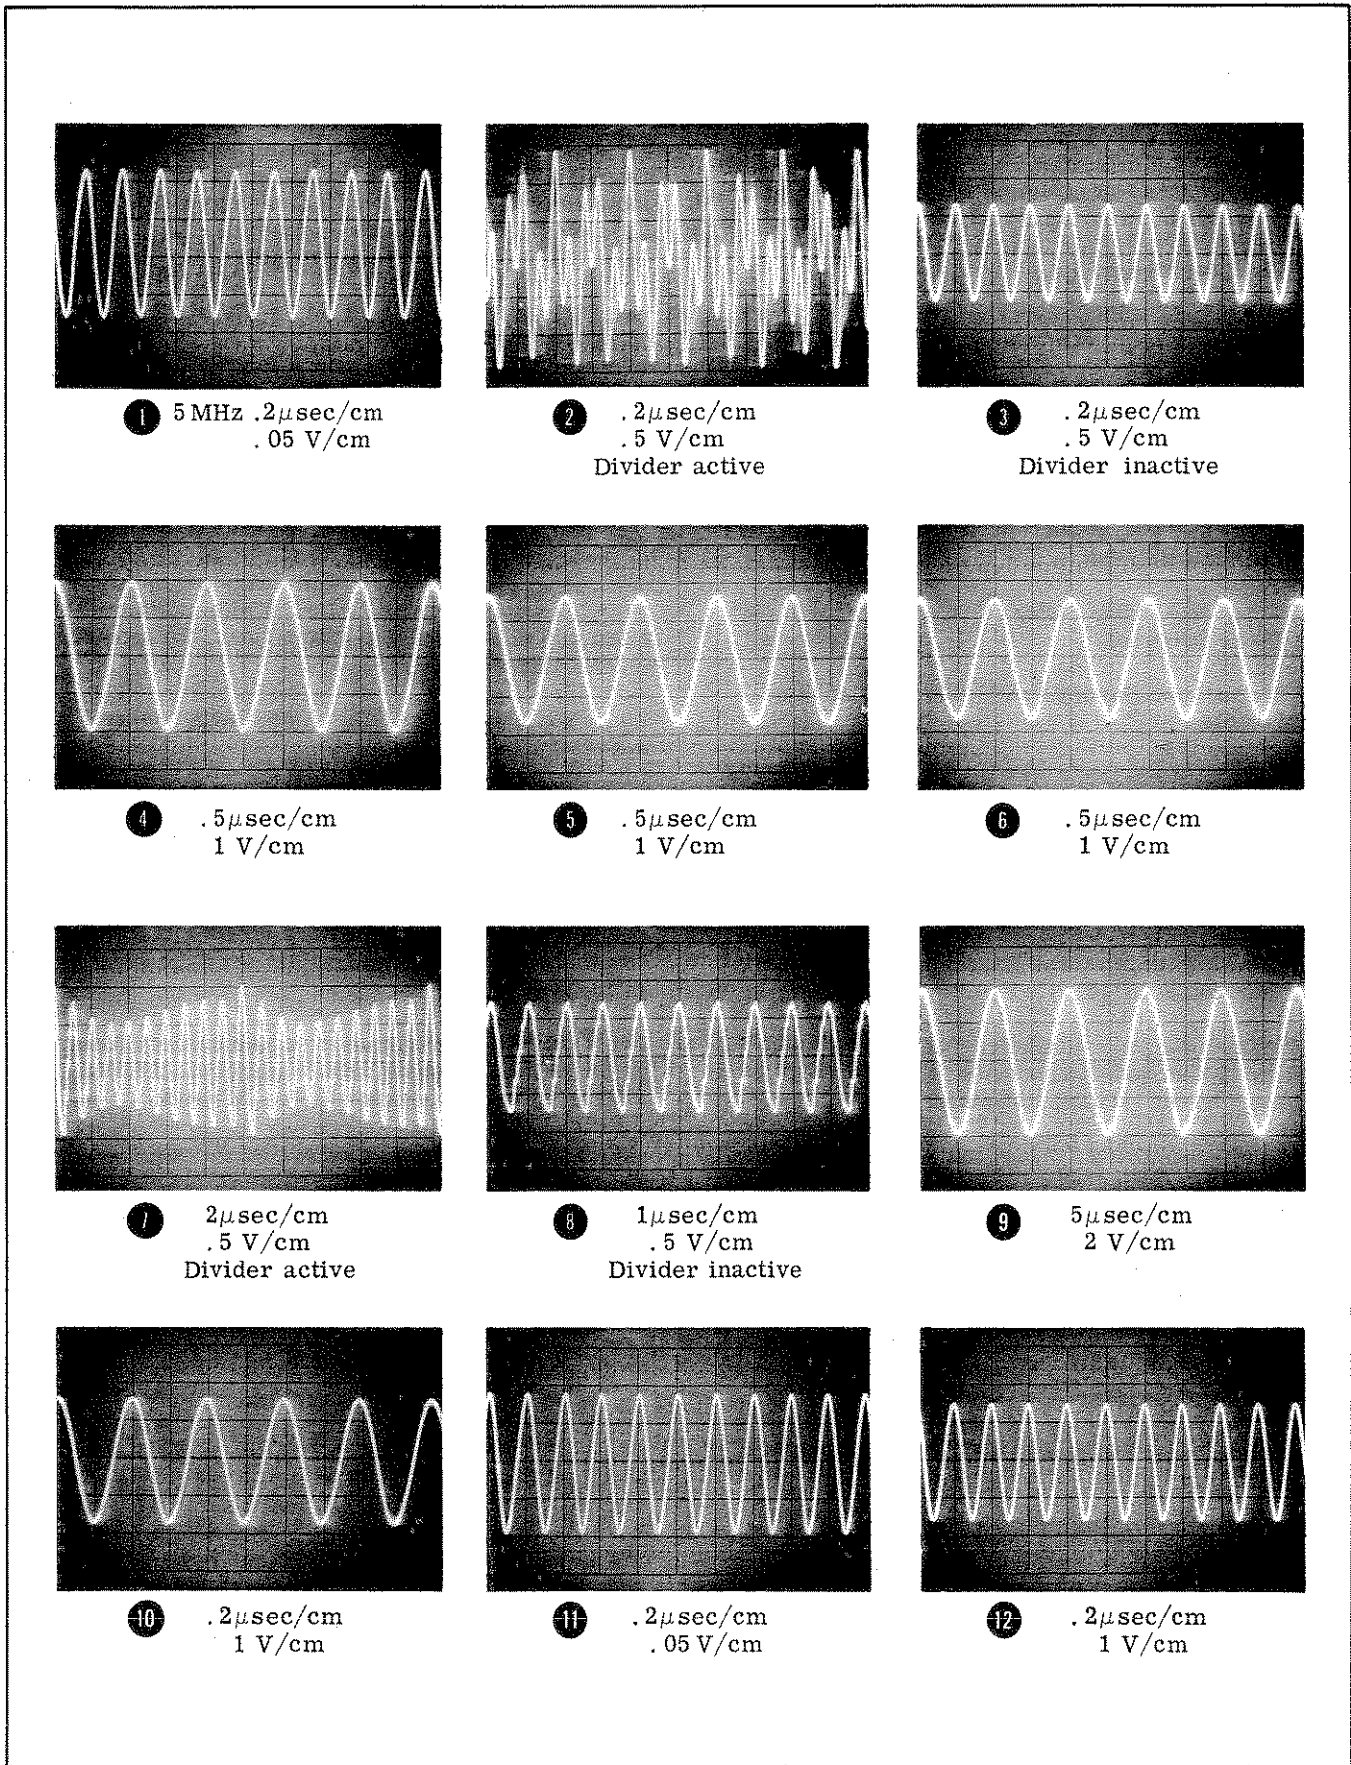 1 5 MHz .2μsec/cm
.05 V/cm
2 .2μsec/cm
.5 V/cm
Divider active
3 .2μsec/cm
.5 V/cm
Divider inactive
4 .5μsec/cm
1 V/cm
5 .5μsec/cm
1 V/cm
6 .5μsec/cm
1 V/cm
7 2μsec/cm
.5 V/cm
Divider active
8 1μsec/cm
.5 V/cm
Divider inactive
9 5μsec/cm
2 V/cm
10 .2μsec/cm
1 V/cm
11 .2μsec/cm
.05 V/cm
12 .2μsec/cm
1 V/cm